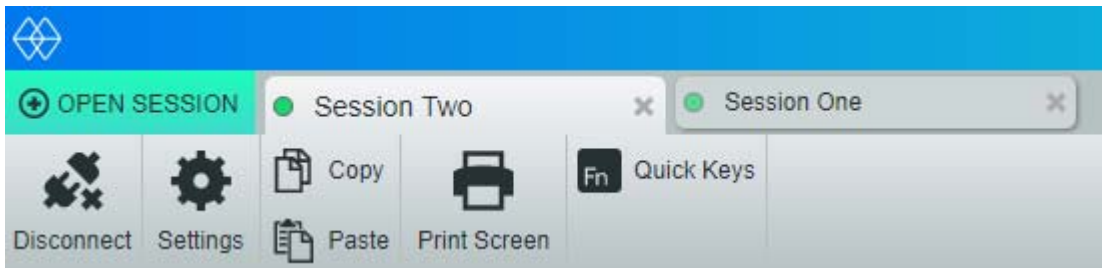 OPEN SESSION
Session Two
Session One
Disconnect
Settings
Copy
Paste
Print Screen
Fn
Quick Keys